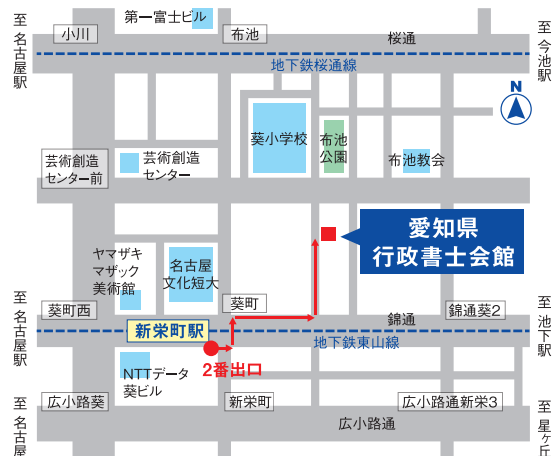 至 名古屋駅
小川
第一富士ビル
布池
桜通
至 今池駅
地下鉄桜通線
N
葵小学校
布池
公園
布池教会
芸術創造
センター前
芸術創造
センター
愛知県
行政書士会館
ヤマザキ
マザック
美術館
名古屋
文化短大
葵町
至 名古屋駅
葵町西
錦通
錦通葵2
至 池下駅
新栄町駅
地下鉄東山線
2番出口
NTTデータ
葵ビル
至 名古屋
広小路葵
新栄町
広小路通新栄3
広小路通
至 星ヶ丘